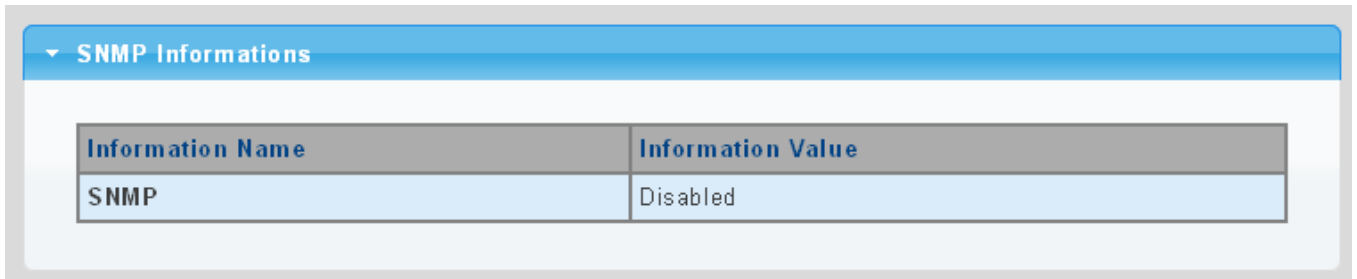 SNMP Informations
Information Name Information Value
SNMP Disabled